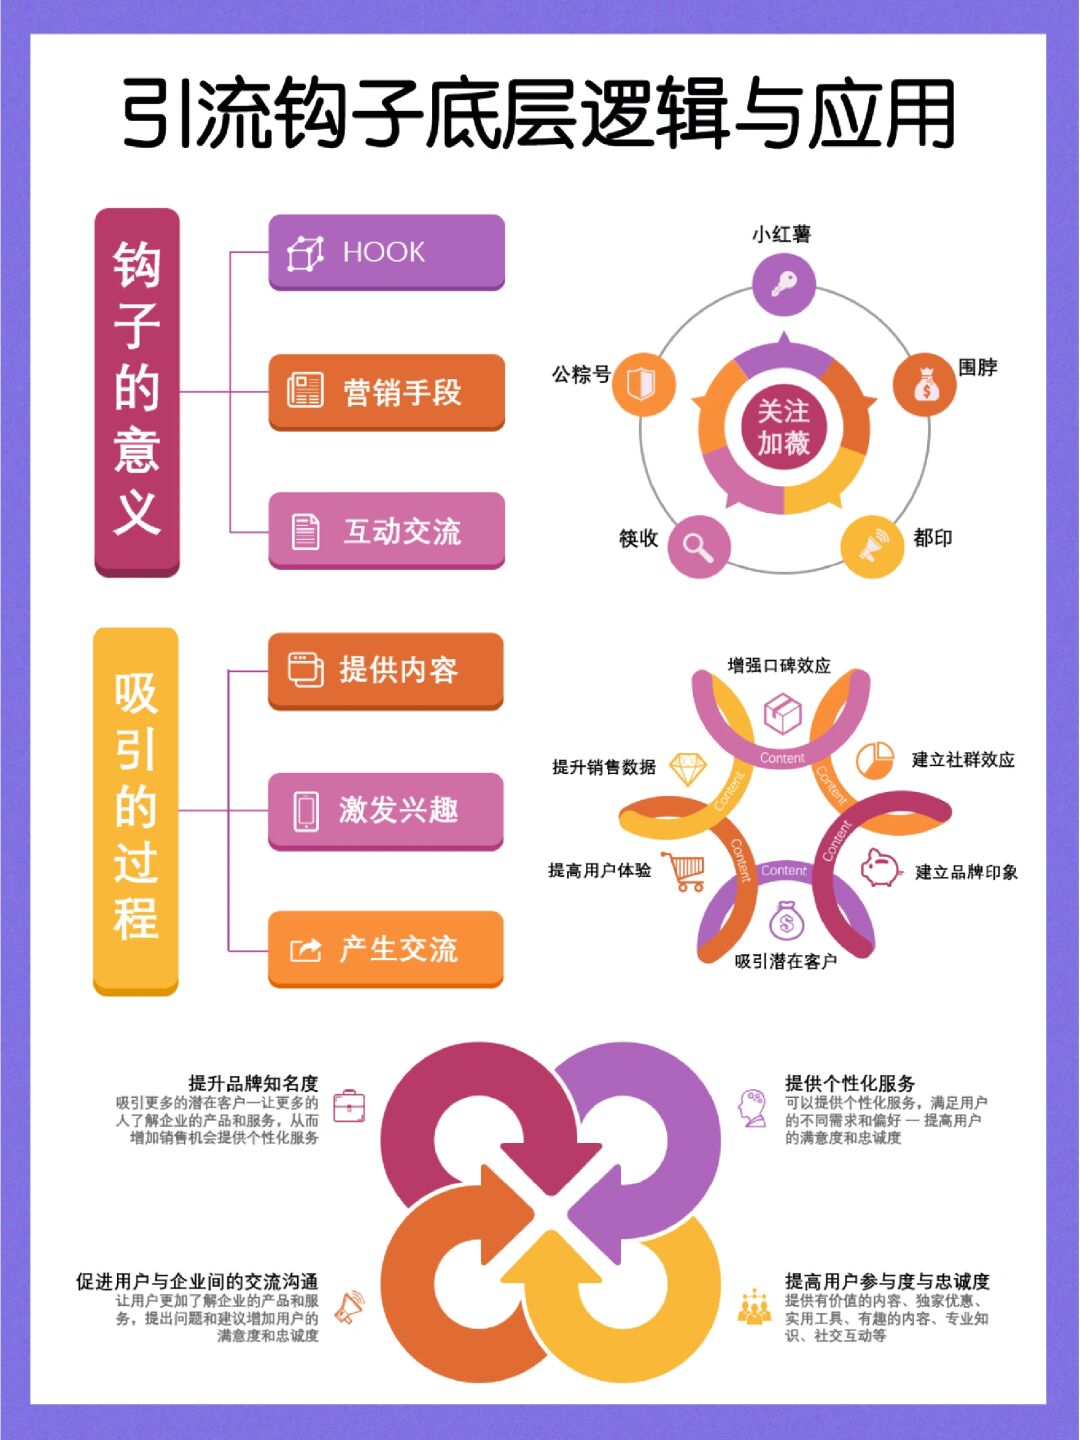 引流钩子底层逻辑与应用
钩子的意义
HOOK
营销手段
互动交流
小红薯
公粽号
围脖
关注
加薇
筷收
都印
吸引的过程
提供内容
激发兴趣
产生交流
增强口碑效应
提升销售数据
建立社群效应
提高用户体验
建立品牌印象
吸引潜在客户
Content
Content
Content
Content
Content
Content
提升品牌知名度
吸引更多的潜在客户一让更多的
人了解企业的产品和服务，从而
增加销售机会提供个性化服务
提供个性化服务
可以提供个性化服务，满足用户
的不同需求和偏好 — 提高用户
的满意度和忠诚度
促进用户与企业间的交流沟通
让用户更加了解企业的产品和服
务，提出问题和建议增加用户的
满意度和忠诚度
提高用户参与度与忠诚度
提供有价值的内容、独家优惠、
实用工具、有趣的内容、专业知
识、社交互动等